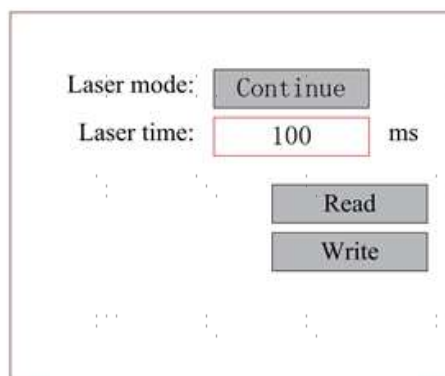 Laser mode: Continue
Laser time: 100 ms
Read
Write